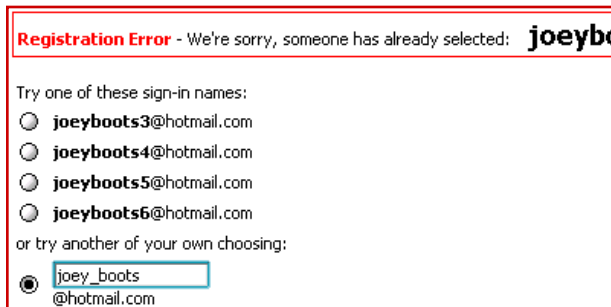 Registration Error - We're sorry, someone has already selected:
Try one of these sign-in names:
joeyboots3@hotmail.com
joeyboots4@hotmail.com
joeyboots5@hotmail.com
joeyboots6@hotmail.com
or try another of your own choosing:
joey_boots
@hotmail.com